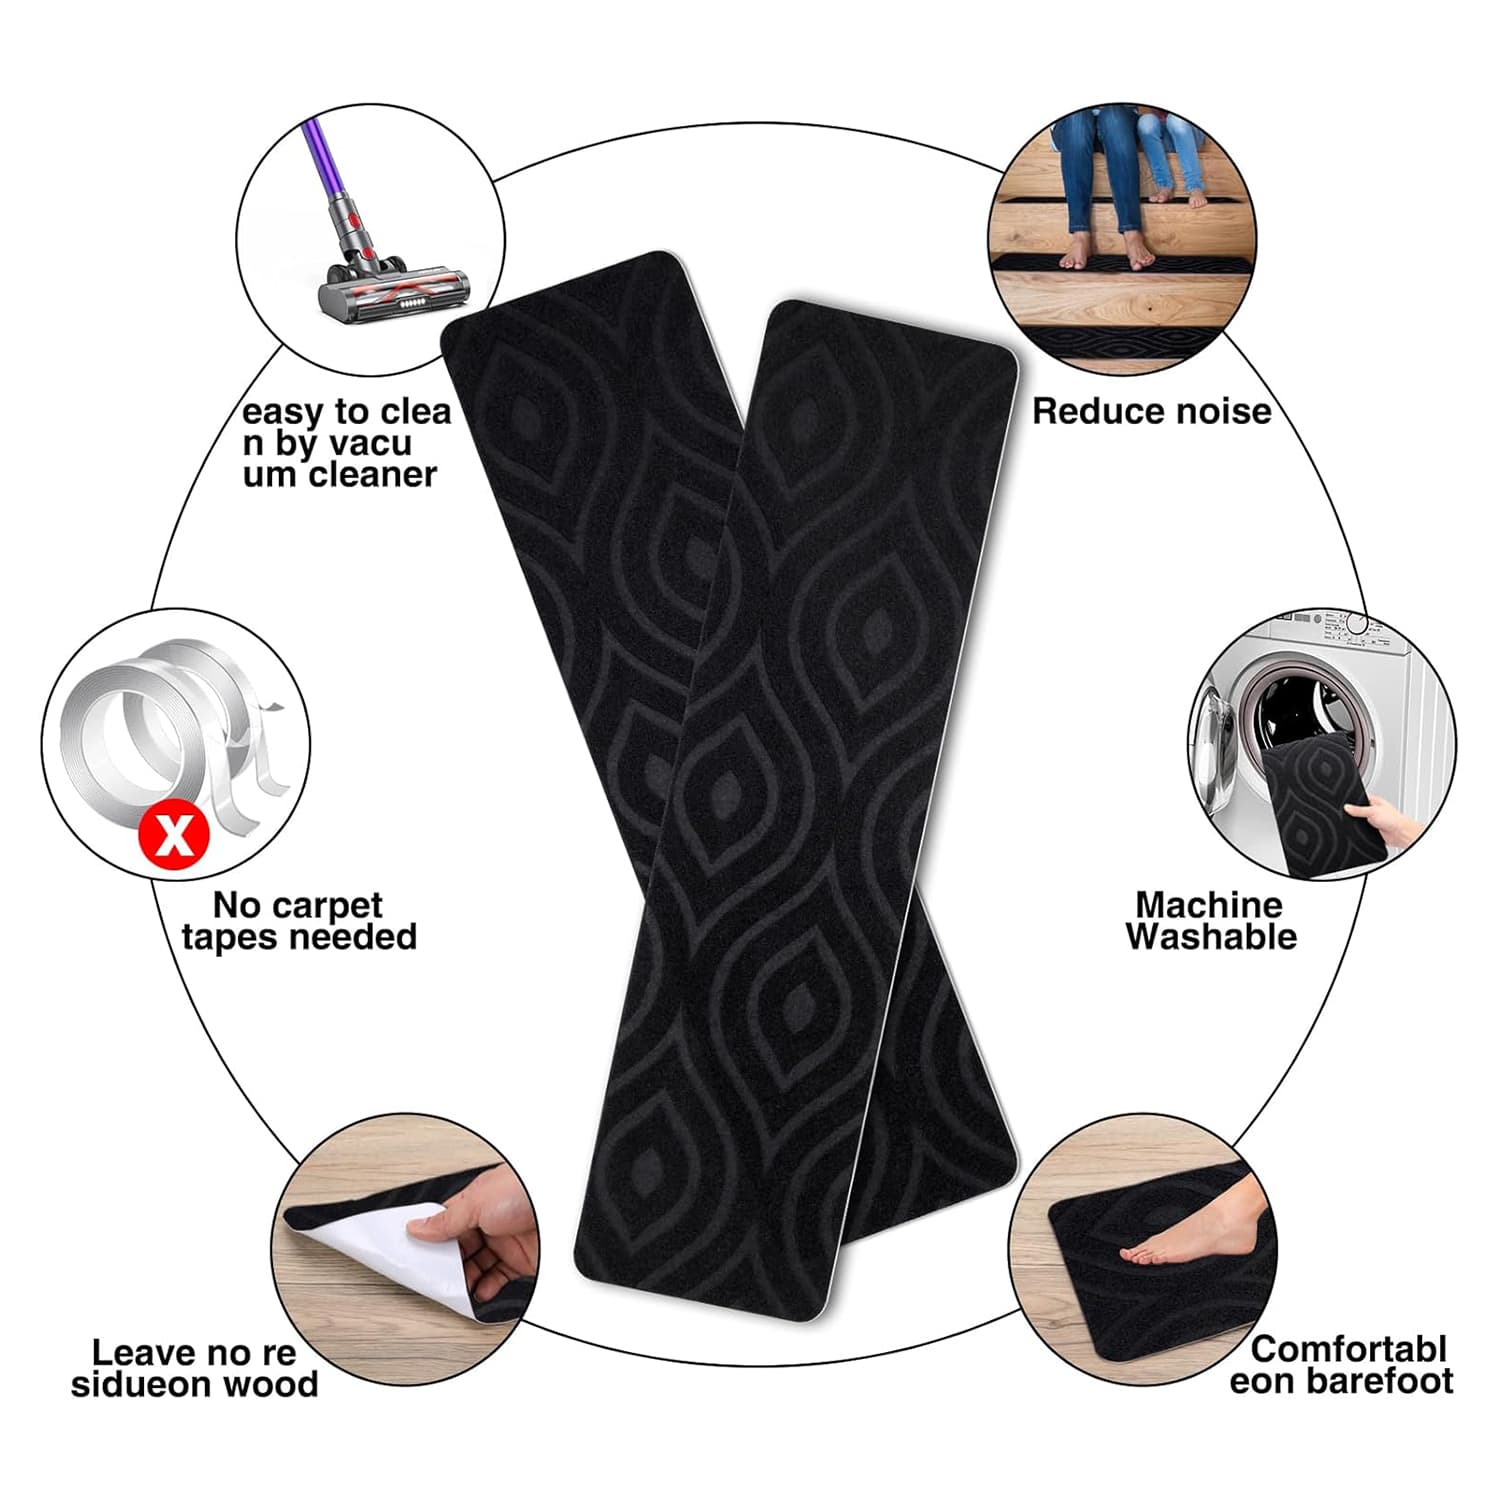 easy to clea
n by vacu
um cleaner
Reduce noise
X
No carpet
tapes needed
Machine
Washable
Leave no re
sidueon wood
Comfortabl
eon barefoot